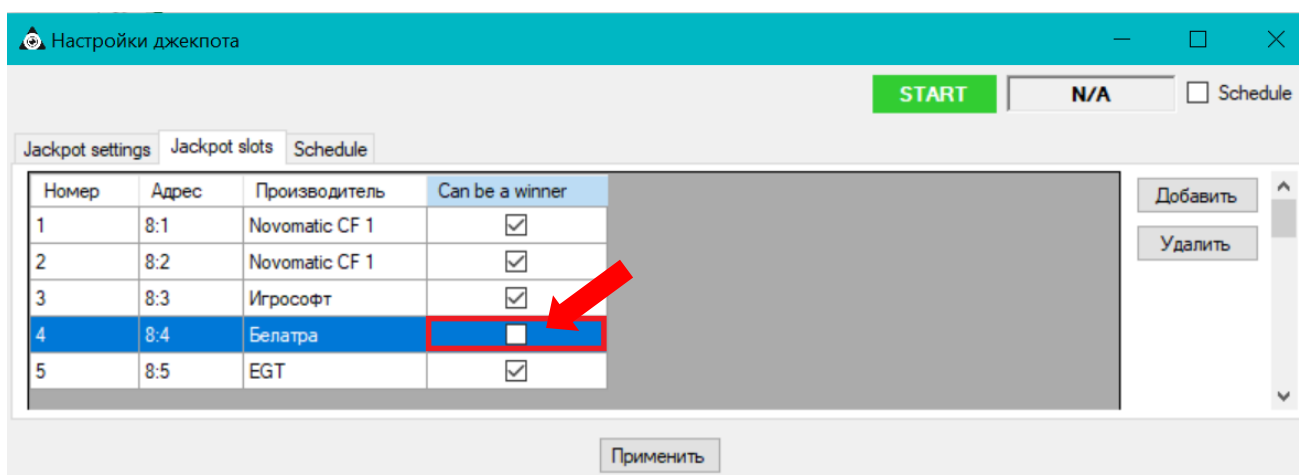 Настройки джекпота
START N/A Schedule
Jackpot settings Jackpot slots Schedule
Номер Адрес Производитель Can be a winner Добавить
1 8:1 Novomatic CF 1
Удалить
2 8:2 Novomatic CF 1
3 8:3 Игрософт
4 8:4 Белатра
5 8:5 EGT
Применить